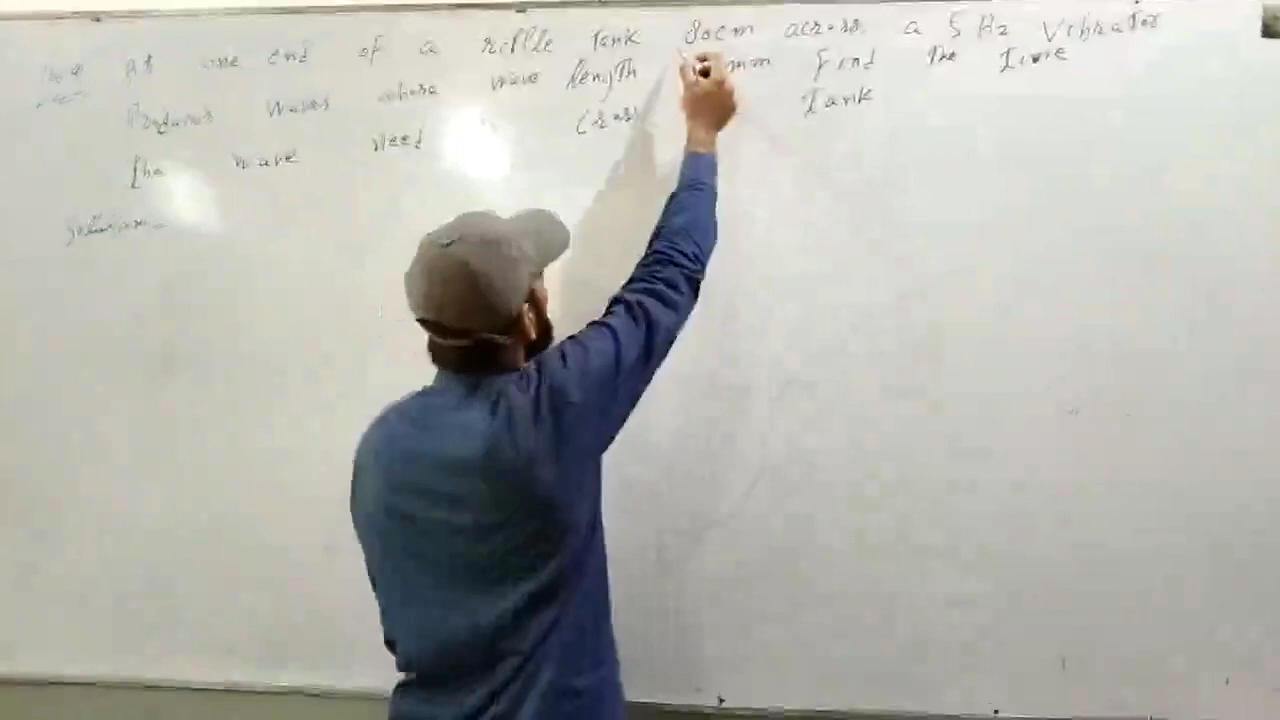 At one end of a ripple Tank 80cm across a 5 Hz Vibrator
Produces waves whose wave length mm find The Time
The wave need Tank
Solution